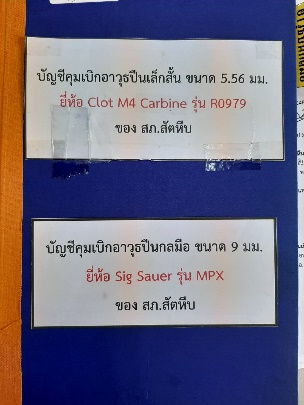 บัญชีคุมเบิกอาวุธปืนเล็กสั้น ขนาด 5.56 มม.
ยี่ห้อ Clot M4 Carbine รุ่น R0979
ของ สภ.สัตหีบ
บัญชีคุมเบิกอาวุธปืนกลมือ ขนาด 9 มม.
ยี่ห้อ Sig Sauer รุ่น MPX
ของ สภ.สัตหีบ